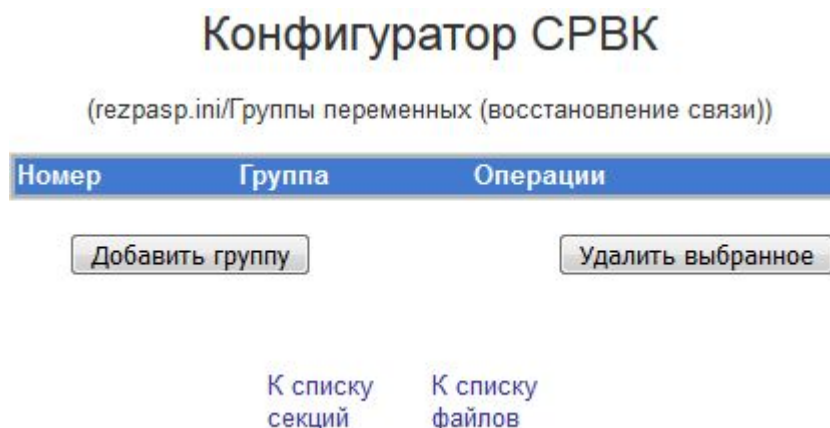 Конфигуратор СРВК
(rezpasp.ini/Группы переменных (восстановление связи))
Номер Группа Операции
Добавить группу Удалить выбранное
К списку секций
К списку файлов